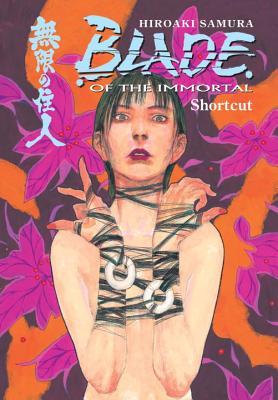 HIROAKI SAMURA
無限の住人
BLADE
OF THE IMMORTAL
Shortcut